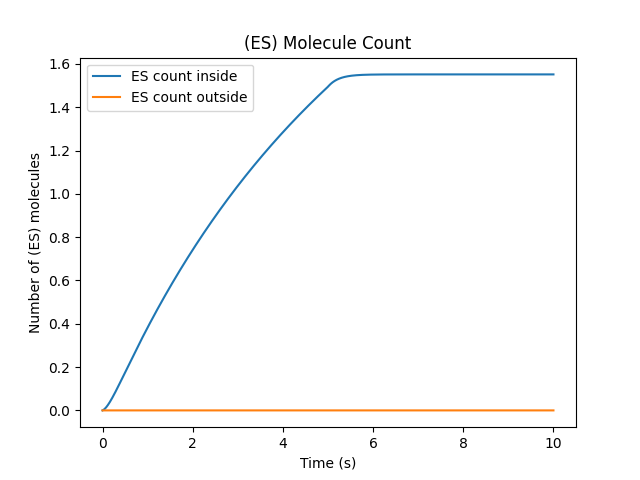 (ES) Molecule Count
ES count inside
ES count outside
Number of (ES) molecules
1.6
1.4
1.2
1.0
0.8
0.6
0.4
0.2
0.0
0 2 4 6 8 10
Time (s)